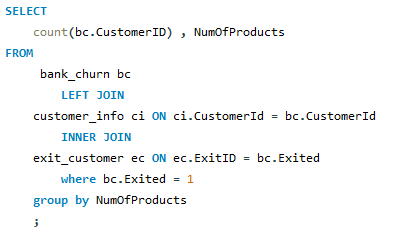 SELECT
count(bc.CustomerID) , NumOfProducts
FROM
bank_churn bc
LEFT JOIN
customer_info ci ON ci.CustomerId = bc.CustomerId
INNER JOIN
exit_customer ec ON ec.ExitID = bc.Exited
where bc.Exited = 1
group by NumOfProducts
;